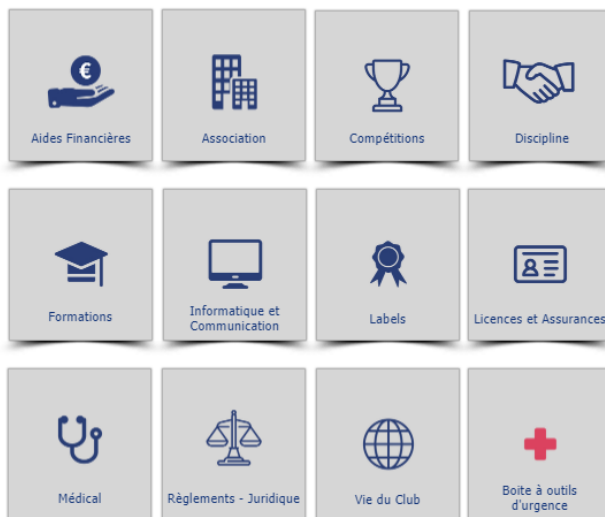 Aides Financières
Association
Compétitions
Discipline
Formations
Informatique et
Communication
Labels
Licences et Assurances
Médical
Règlements - Juridique
Vie du Club
Boite à outils
d'urgence